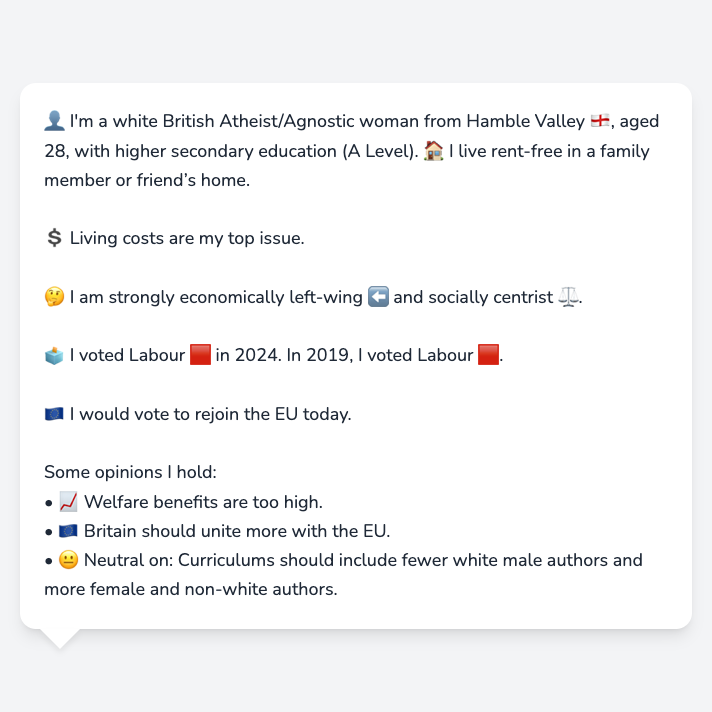 👤 I'm a white British Atheist/Agnostic woman from Hamble Valley 🏴󠁧󠁢󠁥󠁮󠁧󠁿, aged
28, with higher secondary education (A Level). 🏠 I live rent-free in a family
member or friend’s home.
💲 Living costs are my top issue.
🤔 I am strongly economically left-wing ⬅️ and socially centrist ⚖️.
🗳️ I voted Labour 🟥 in 2024. In 2019, I voted Labour 🟥.
🇪🇺 I would vote to rejoin the EU today.
Some opinions I hold:
• 📈 Welfare benefits are too high.
• 🇪🇺 Britain should unite more with the EU.
• 😐 Neutral on: Curriculums should include fewer white male authors and
more female and non-white authors.